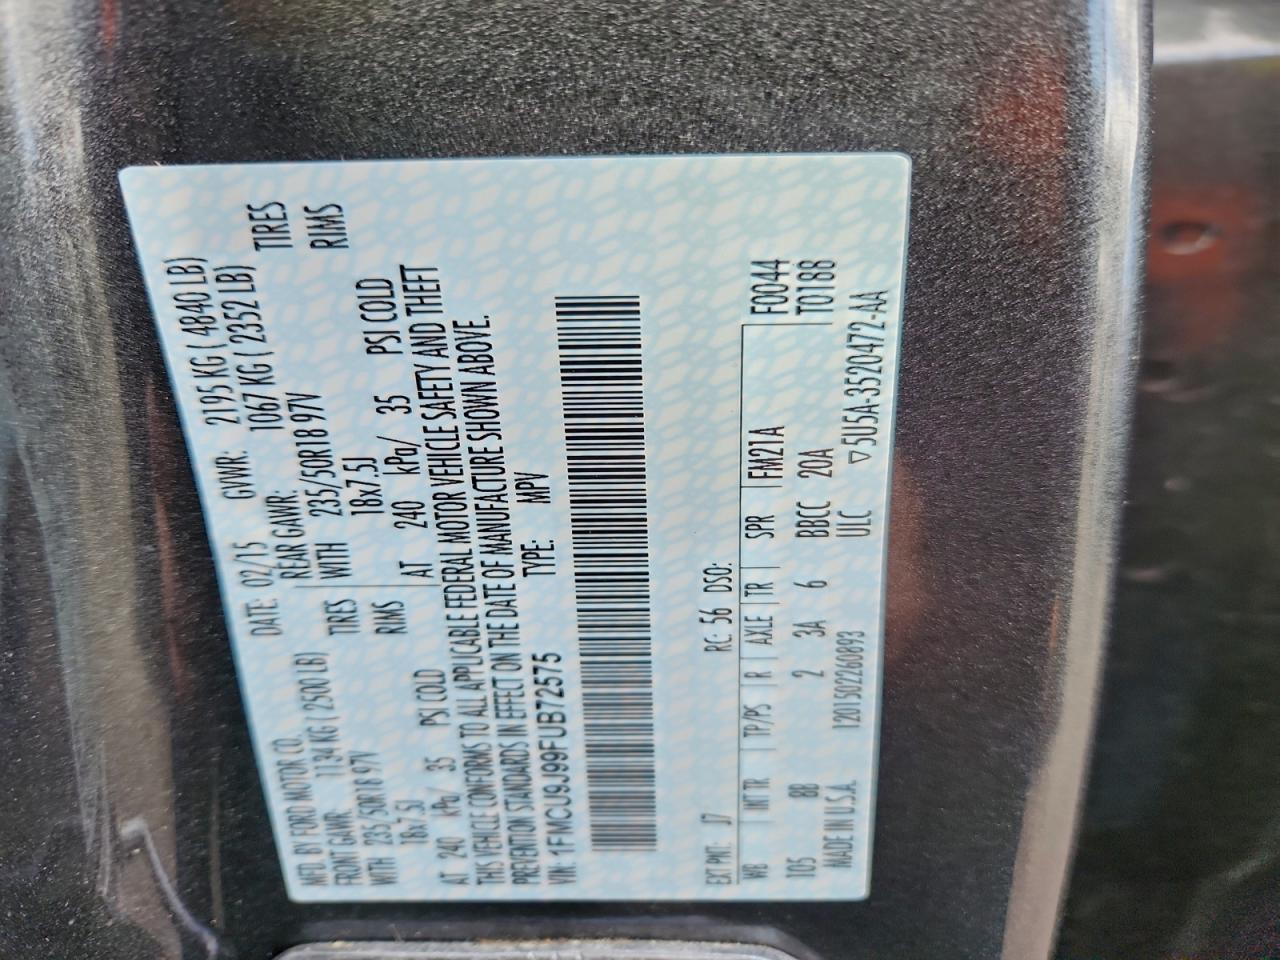 MFD. BY FORD MOTOR CO.
DATE: 02/15 GVWR: 2195 KG ( 4840 LB)
FRONT GAWR: 1134 KG ( 2500 LB) REAR GAWR: 1067 KG ( 2352 LB)
WITH 235/50R18 97V TIRES WITH 235/50R18 97V TIRES
18x7.5J RIMS 18x7.5J RIMS
AT 240 kPa/ 35 PSI COLD AT 240 kPa/ 35 PSI COLD
THIS VEHICLE CONFORMS TO ALL APPLICABLE FEDERAL MOTOR VEHICLE SAFETY AND THEFT
PREVENTION STANDARDS IN EFFECT ON THE DATE OF MANUFACTURE SHOWN ABOVE.
VIN: 1FMCU9J99FUB72575 TYPE: MPV
EXT PNT: J7 RC: 56 DSO:
WB INT TR TP/PS R AXLE TR SPR FM21A F0044
105 8B 2 3A 6 BBCC 20A T0188
MADE IN U.S.A. 1201502260893 ULC ▽5U5A-3520472-AA